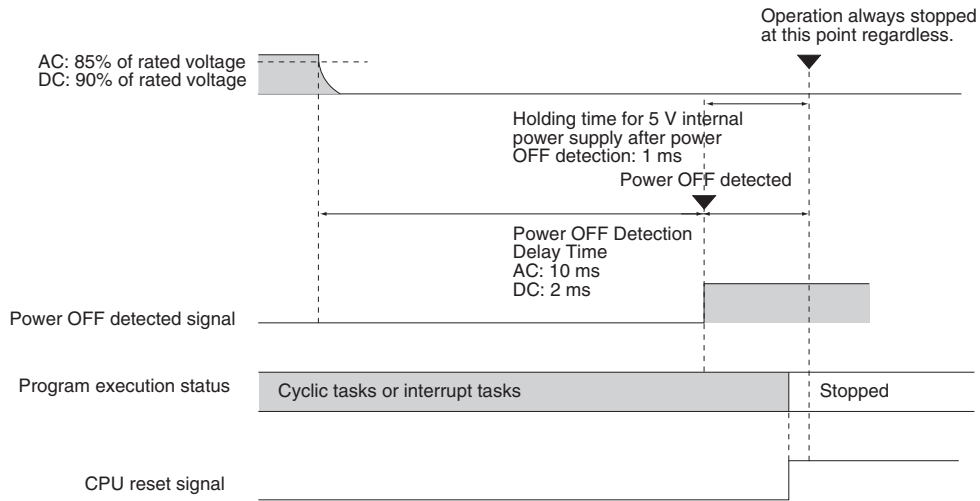 Operation always stopped
at this point regardless.
AC: 85% of rated voltage
DC: 90% of rated voltage
Holding time for 5 V internal
power supply after power
OFF detection: 1 ms
Power OFF detected
Power OFF Detection
Delay Time
AC: 10 ms
DC: 2 ms
Power OFF detected signal
Program execution status
Cyclic tasks or interrupt tasks
Stopped
CPU reset signal